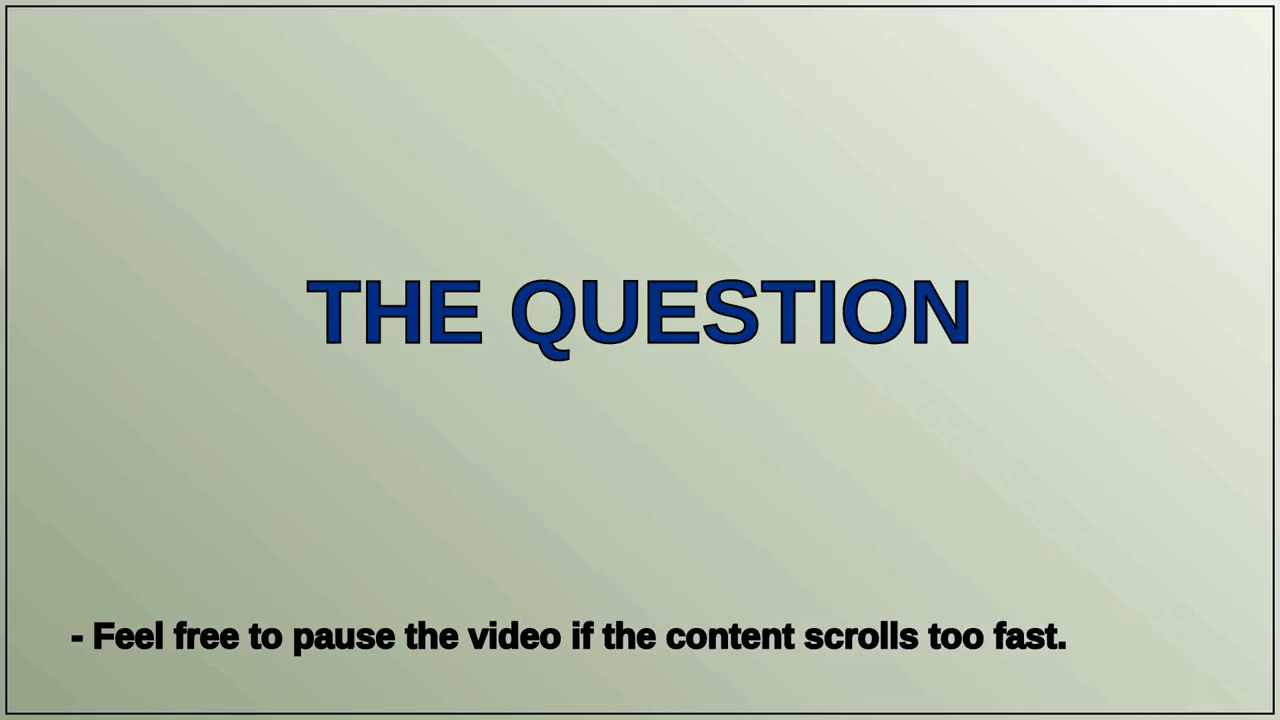 THE QUESTION
- Feel free to pause the video if the content scrolls too fast.